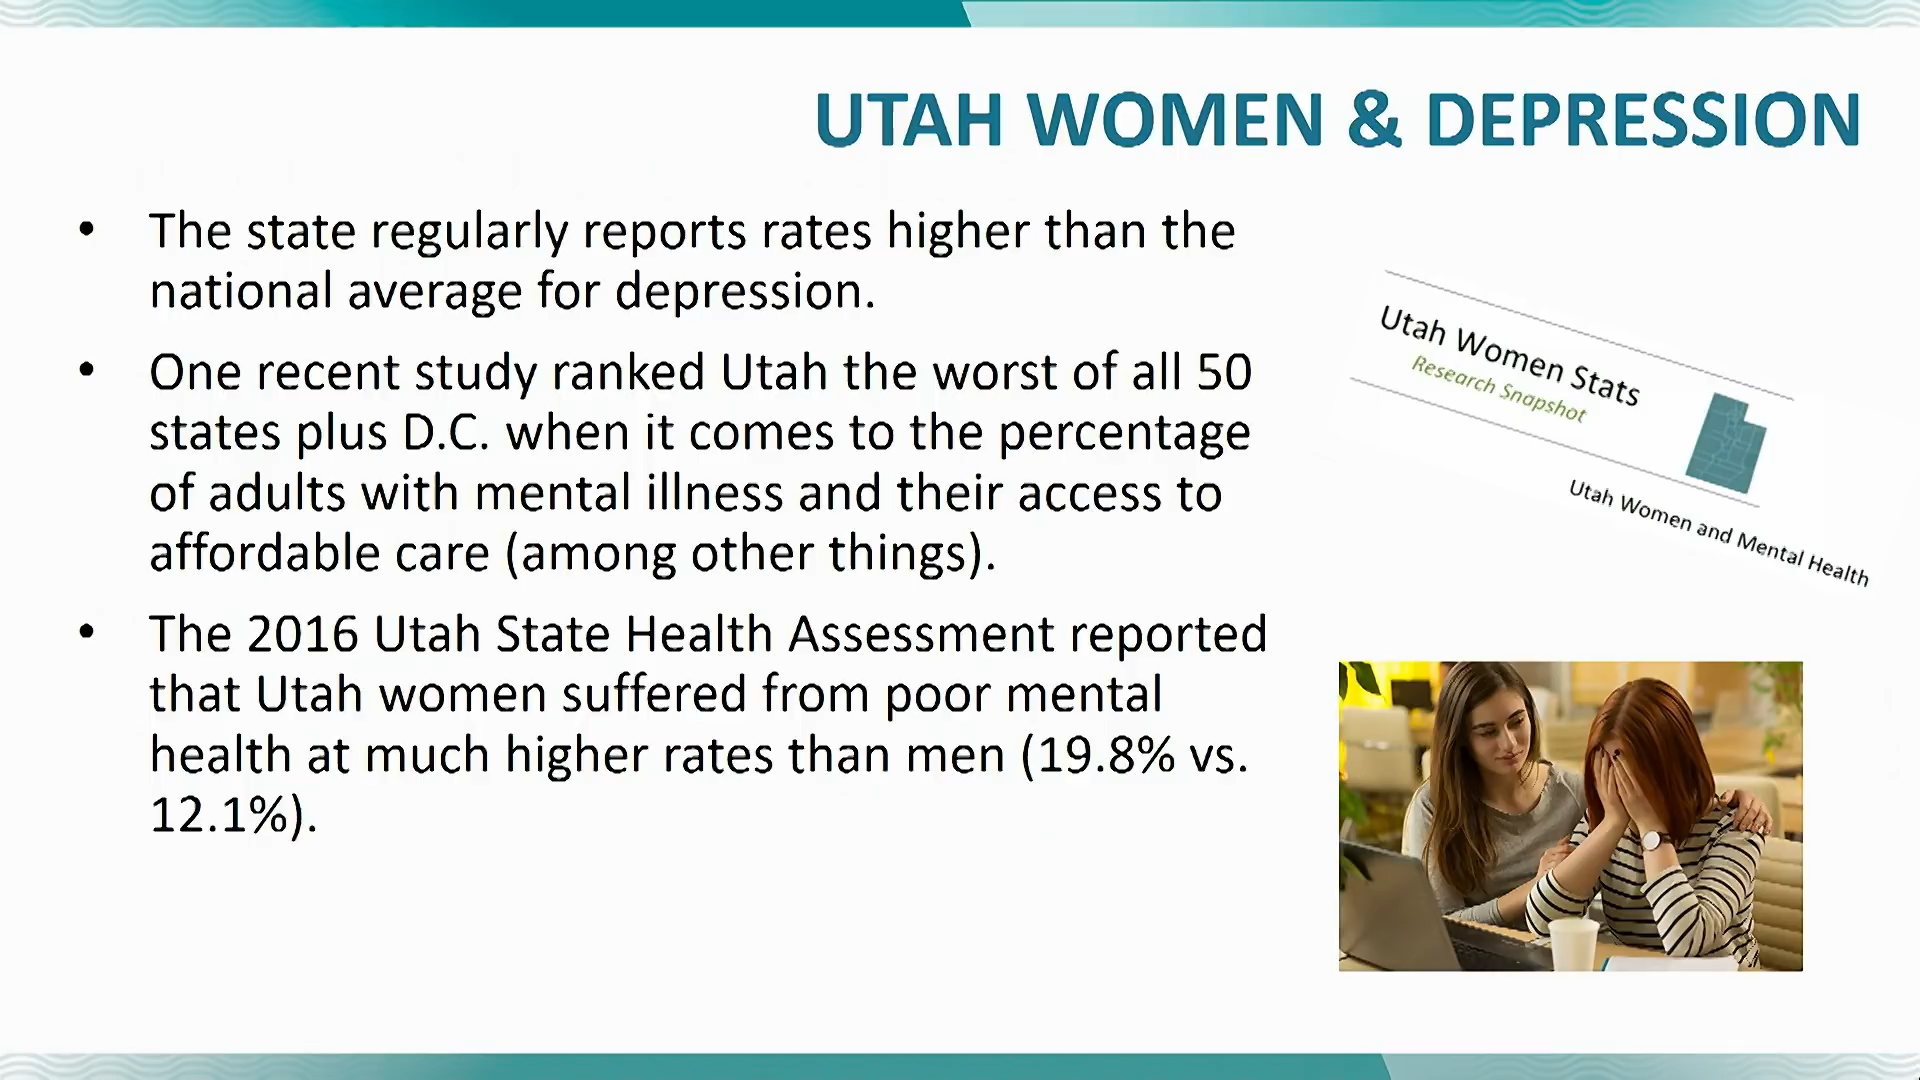 UTAH WOMEN & DEPRESSION
• The state regularly reports rates higher than the
national average for depression.
• One recent study ranked Utah the worst of all 50
states plus D.C. when it comes to the percentage
of adults with mental illness and their access to
affordable care (among other things).
• The 2016 Utah State Health Assessment reported
that Utah women suffered from poor mental
health at much higher rates than men (19.8% vs.
12.1%).
Utah Women Stats
Research Snapshot
Utah Women and Mental Health